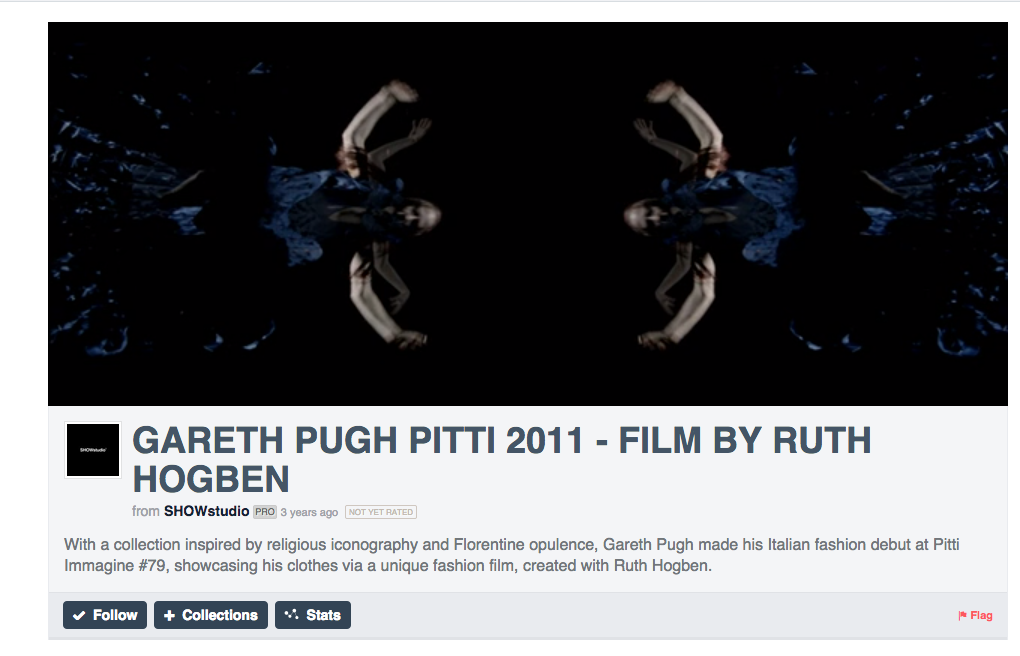 SHOWstudio
GARETH PUGH PITTI 2011 - FILM BY RUTH
HOGBEN
from SHOWstudio PRO 3 years ago NOT YET RATED
With a collection inspired by religious iconography and Florentine opulence, Gareth Pugh made his Italian fashion debut at Pitti
Immagine #79, showcasing his clothes via a unique fashion film, created with Ruth Hogben.
Follow Collections Stats Flag